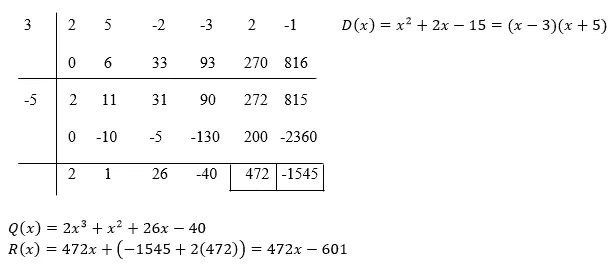 3 2 5 -2 -3 2 -1 𝐷(𝑥) = 𝑥² + 2𝑥 − 15 = (𝑥 − 3)(𝑥 + 5)
0 6 33 93 270 816
-5 2 11 31 90 272 815
0 -10 -5 -130 200 -2360
2 1 26 -40 472 -1545
𝑄(𝑥) = 2𝑥³ + 𝑥² + 26𝑥 − 40
𝑅(𝑥) = 472𝑥 + (−1545 + 2(472)) = 472𝑥 − 601